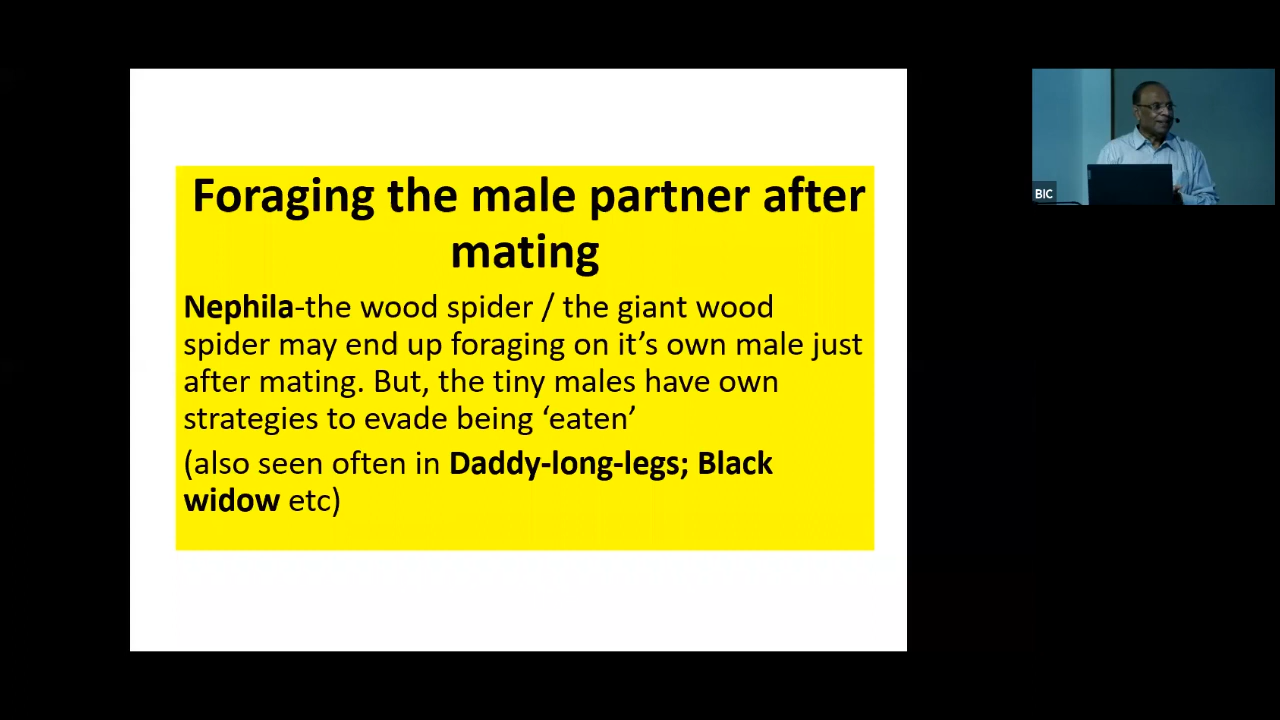 Foraging the male partner after
mating
Nephila-the wood spider / the giant wood
spider may end up foraging on it’s own male just
after mating. But, the tiny males have own
strategies to evade being ‘eaten’
(also seen often in Daddy-long-legs; Black
widow etc)
BIC